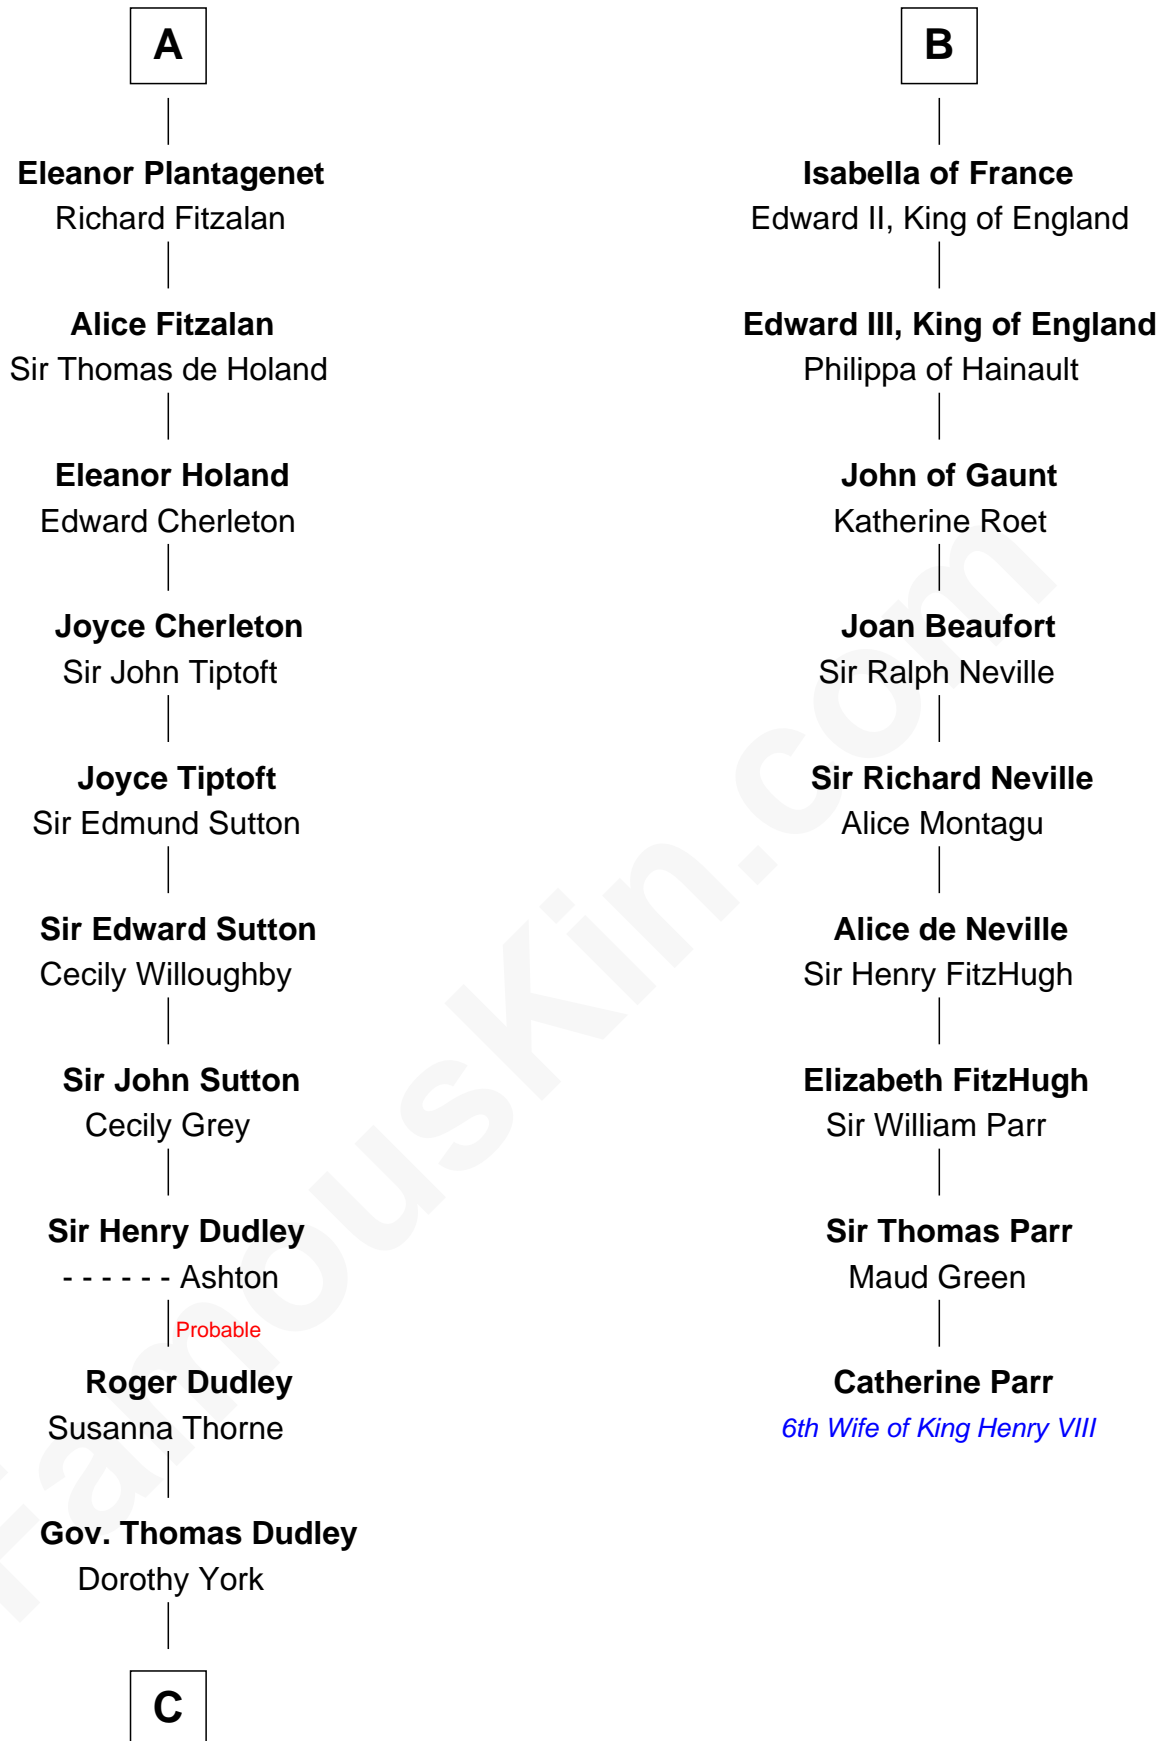 A
Eleanor Plantagenet
Richard Fitzalan
Alice Fitzalan
Sir Thomas de Holand
Eleanor Holand
Edward Cherleton
Joyce Cherleton
Sir John Tiptoft
Joyce Tiptoft
Sir Edmund Sutton
Sir Edward Sutton
Cecily Willoughby
Sir John Sutton
Cecily Grey
Sir Henry Dudley
- - - - - - Ashton
Probable
Roger Dudley
Susanna Thorne
Gov. Thomas Dudley
Dorothy York
C
B
Isabella of France
Edward II, King of England
Edward III, King of England
Philippa of Hainault
John of Gaunt
Katherine Roet
Joan Beaufort
Sir Ralph Neville
Sir Richard Neville
Alice Montagu
Alice de Neville
Sir Henry FitzHugh
Elizabeth FitzHugh
Sir William Parr
Sir Thomas Parr
Maud Green
Catherine Parr
6th Wife of King Henry VIII
FamousKin.com